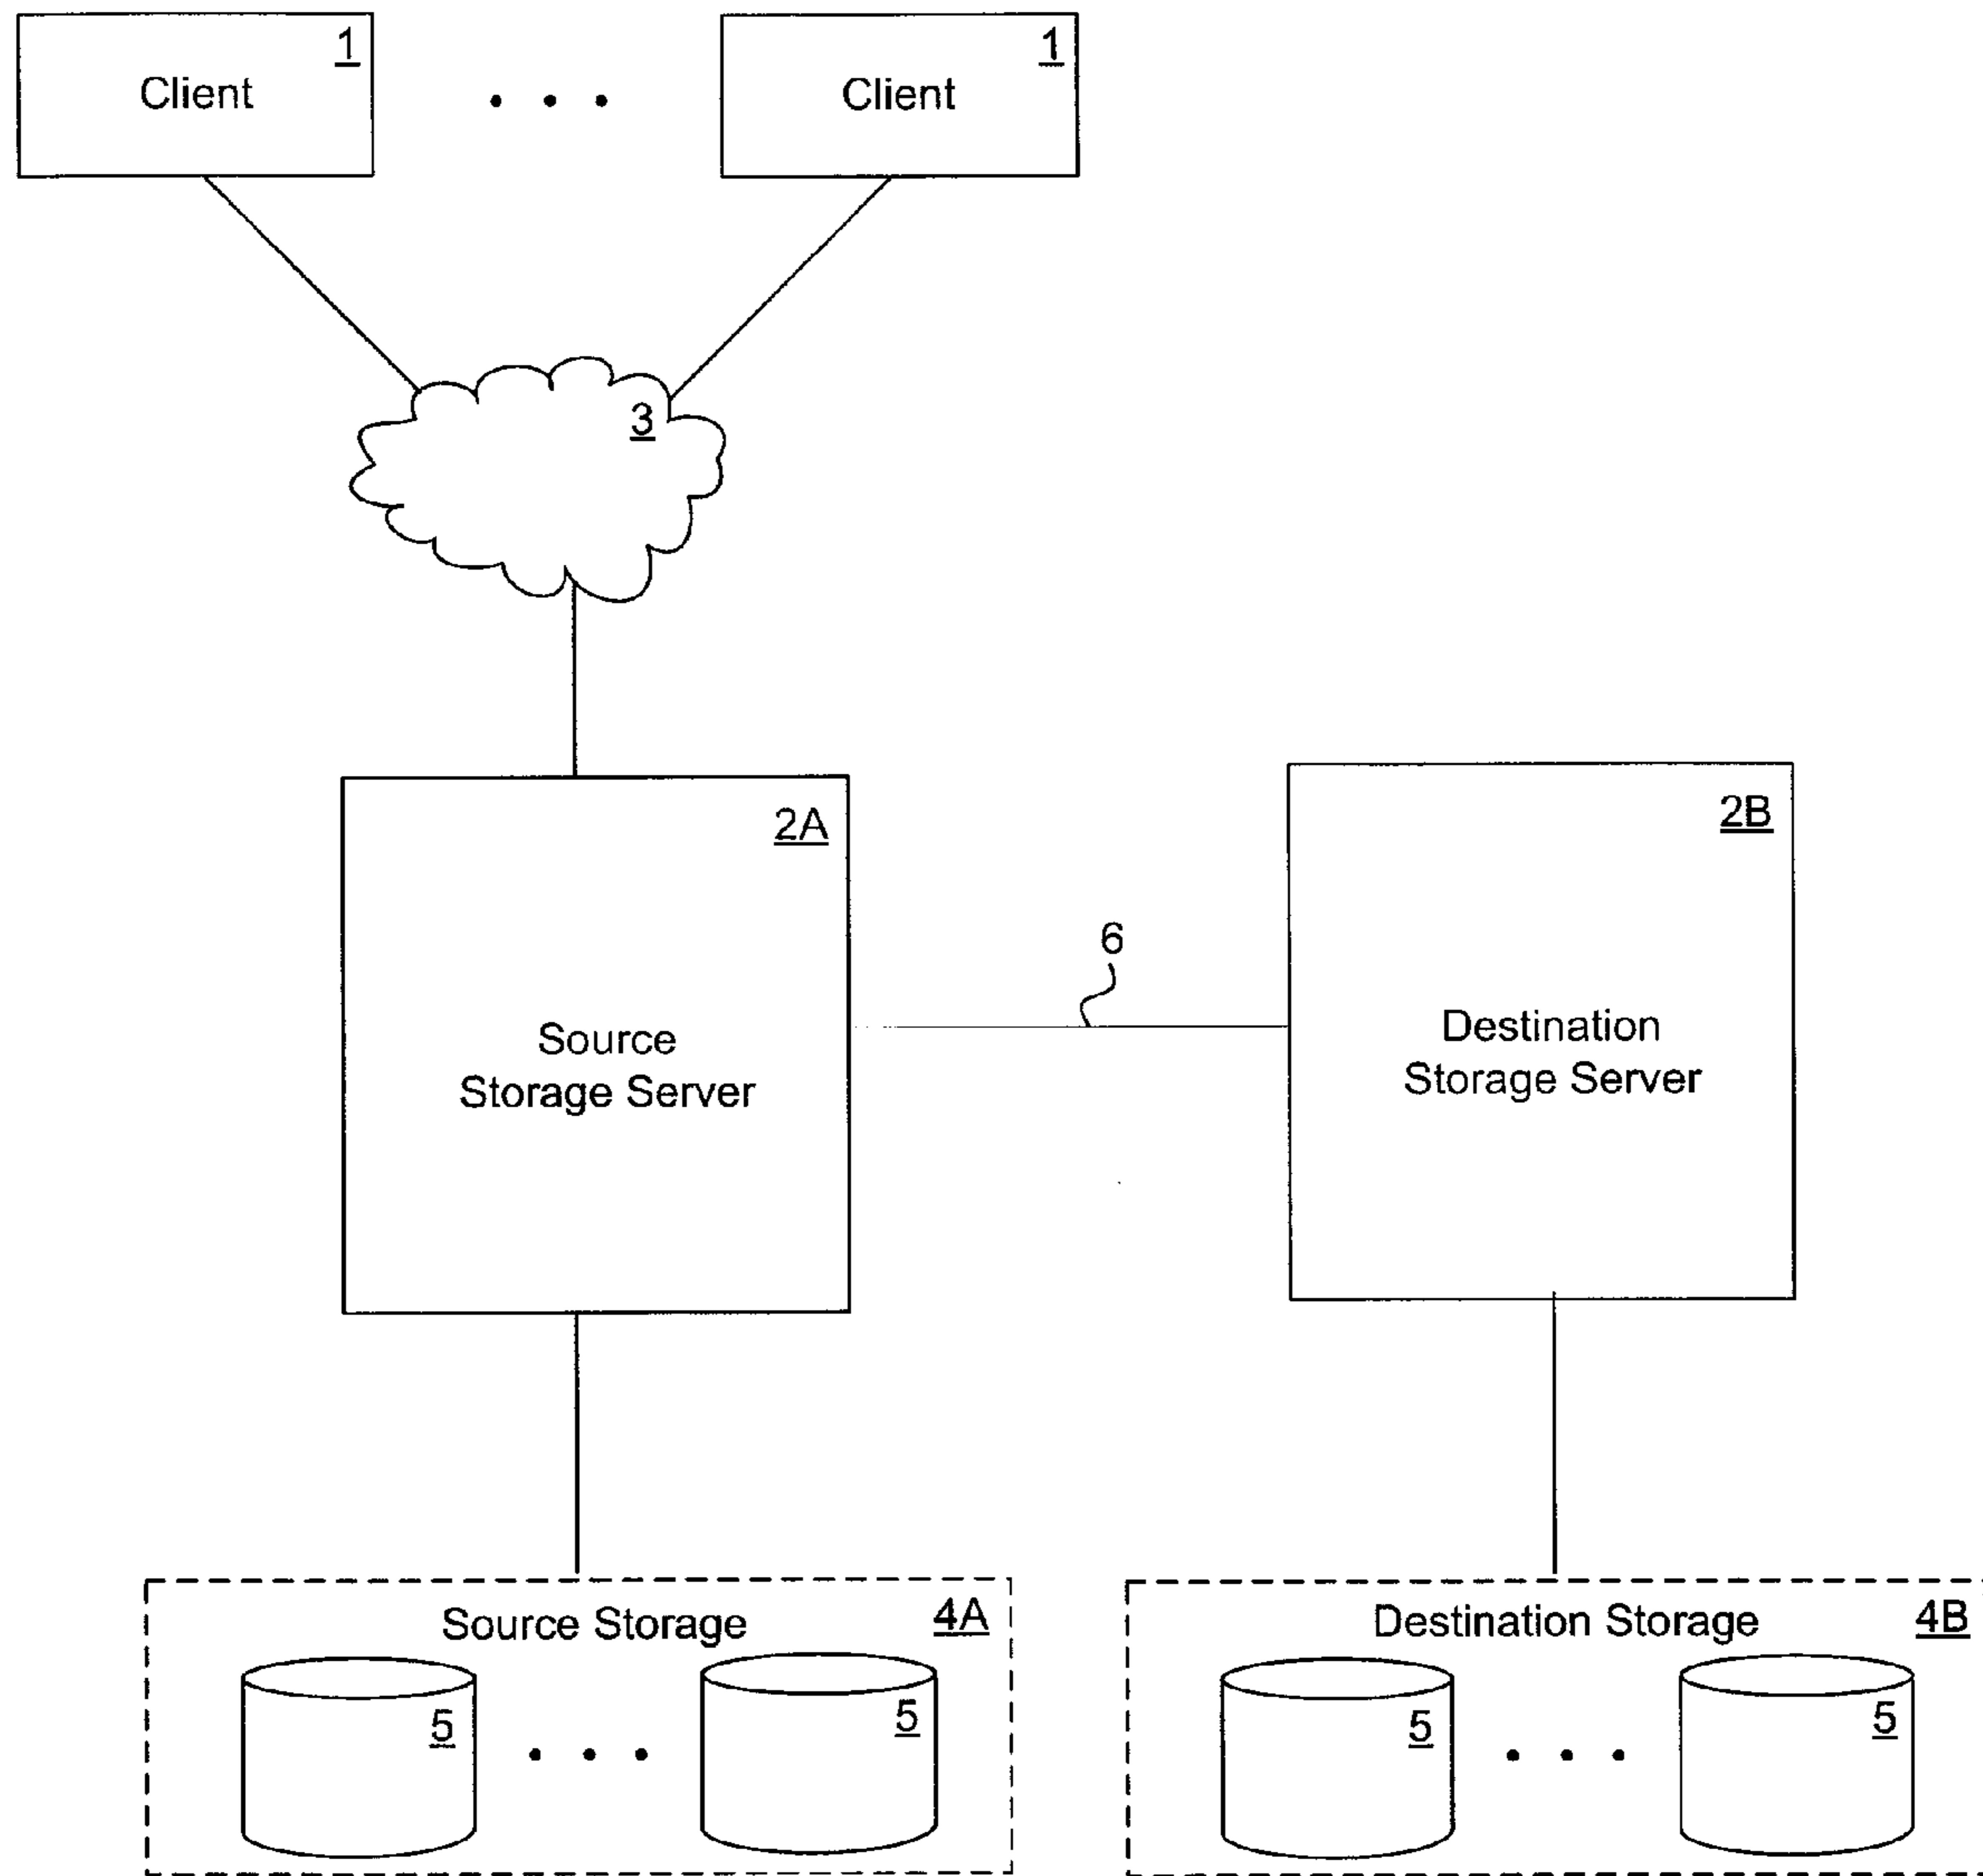 1
Client
1
Client
3
2A
Source
Storage Server
6
2B
Destination
Storage Server
Source Storage
4A
5
5
Destination Storage
4B
5
5